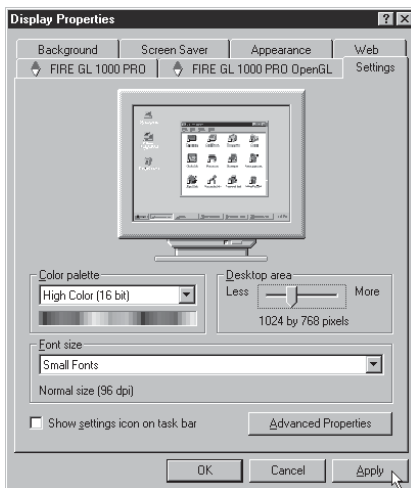 Display Properties
Background Screen Saver Appearance Web
FIRE GL 1000 PRO FIRE GL 1000 PRO OpenGL Settings
Color palette
High Color (16 bit)
Desktop area
Less More
1024 by 768 pixels
Font size
Small Fonts
Normal size (96 dpi)
Show settings icon on task bar
Advanced Properties
OK Cancel Apply